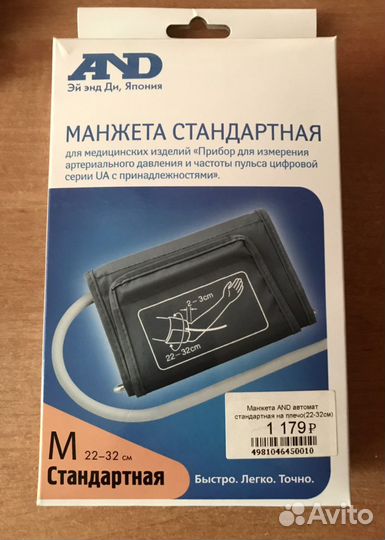 AND
Эй энд Ди, Япония
МАНЖЕТА СТАНДАРТНАЯ
для медицинских изделий «Прибор для измерения
артериального давления и частоты пульса цифровой
серии UA с принадлежностями».
2-3cm
22-32cm
Манжета AND автомат
стандартная на плечо(22-32см)
1 179 ₽
4981046450010
M 22–32 см
Стандартная
Быстро. Легко. Точно.
Avito